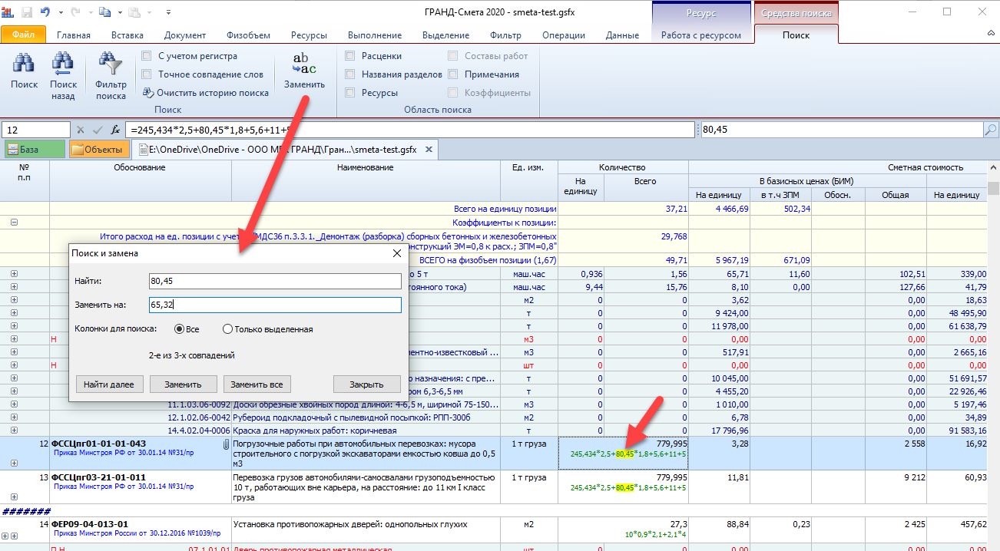 ГРАНД-Смета 2020 - smeta-test.gsfx
Ресурс
Средства поиска
Файл Главная Вставка Документ Физобъем Ресурсы Выполнение Выделение Фильтр Операции Данные Работа с ресурсом Поиск
Поиск
Поиск назад
Фильтр поиска
С учетом регистра
Точное совпадение слов
Очистить историю поиска
Поиск
ab
ac
Заменить
Расценки
Названия разделов
Ресурсы
Составы работ
Примечания
Коэффициенты
Область поиска
12 fx =245,434*2,5+80,45*1,8+5,6+11+5 80,45
База Объекты E:\OneDrive\OneDrive - ООО МГК ГРАНД\Гран...\smeta-test.gsfx
№ п.п Обоснование Наименование Ед. изм. Количество Сметная стоимость
На единицу Всего В базисных ценах (БИМ)
На единицу в т.ч ЗПМ Обосн. Общая На единицу
Всего на единицу позиции 37,21 4 466,69 502,34
Коэффициенты к позиции:
Итого расход на ед. позиции с учетом "МДС36 п.3.3.1._Демонтаж (разборка) сборных бетонных и железобетонных 29,768
конструкций ЭМ=0,8 к расх.; ЗПМ=0,8"
ВСЕГО на физобъем позиции (1,67) 49,71 5 967,19 671,09
о 5 т маш.час 0,936 1,56 65,71 11,60 102,51 339,00
тоянного тока) маш.час 9,44 15,76 8,10 0,00 127,66 41,79
м2 0 0 3,62 0,00 18,63
т 0 0 9 424,00 0,00 48 495,90
т 0 0 11 978,00 0,00 61 638,79
Н м3 0 0 0,00 0,00 0,00
ментно-известковый ... м3 0 0 517,91 0,00 2 665,16
Н шт 0 0 0,00 0,00 0,00
о назначения: с пре... т 0 0 10 045,00 0,00 51 691,57
ром 6,3-6,5 мм т 0 0 4 455,20 0,00 22 926,46
11.1.03.06-0092 Доски обрезные хвойных пород длиной: 4-6,5 м, шириной 75-150... м3 0 0 1 010,00 0,00 5 197,46
12.1.02.06-0042 Рубероид подкладочный с пылевидной посыпкой: РПП-300б м2 0 0 6,78 0,00 34,89
14.4.02.04-0006 Краска для наружных работ: коричневая т 0 0 17 796,96 0,00 91 583,16
Поиск и замена
Найти: 80,45
Заменить на: 65,32
Колонки для поиска: Все Только выделенная
2-е из 3-х совпадений
Найти далее Заменить Заменить все Закрыть
12 ФССЦпг01-01-01-043 Погрузочные работы при автомобильных перевозках: мусора 1 т груза 779,995 3,28 2 558 16,92
Приказ Минстроя РФ от 30.01.14 №31/пр строительного с погрузкой экскаваторами емкостью ковша до 0,5 245,434*2,5+80,45*1,8+5,6+11+5
м3
13 ФССЦпг03-21-01-011 Перевозка грузов автомобилями-самосвалами грузоподъемностью 1 т груза 779,995 11,81 9 212 60,93
Приказ Минстроя РФ от 30.01.14 №31/пр 10 т, работающих вне карьера, на расстояние: до 11 км I класс 245,434*2,5+80,45*1,8+5,6+11+5
груза
#######
14 ФЕР09-04-013-01 Установка противопожарных дверей: однопольных глухих м2 27,3 88,84 0,23 2 425 457,62
Приказ Минстроя России от 30.12.2016 №1039/пр 10*0,9*2,1+2,1*4
П,Н 07.1.01.01 Дверь противопожарная металлическая шт 0 0 0,00 0,00 0,00